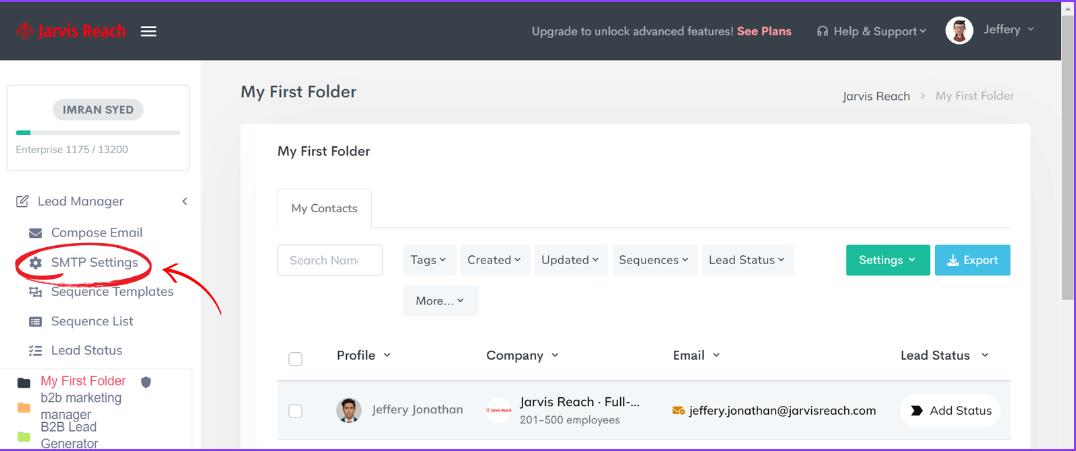 Jarvis Reach
Upgrade to unlock advanced features! See Plans
Help & Support
Jeffery
IMRAN SYED
Enterprise 1175 / 13200
Lead Manager
Compose Email
SMTP Settings
Sequence Templates
Sequence List
Lead Status
My First Folder
b2b marketing
manager
B2B Lead
Generator
My First Folder
Jarvis Reach > My First Folder
My First Folder
My Contacts
Search Name
Tags
Created
Updated
Sequences
Lead Status
Settings
Export
More...
Profile
Company
Email
Lead Status
Jeffery Jonathan
Jarvis Reach
Jarvis Reach · Full-...
201-500 employees
jeffery.jonathan@jarvisreach.com
Add Status